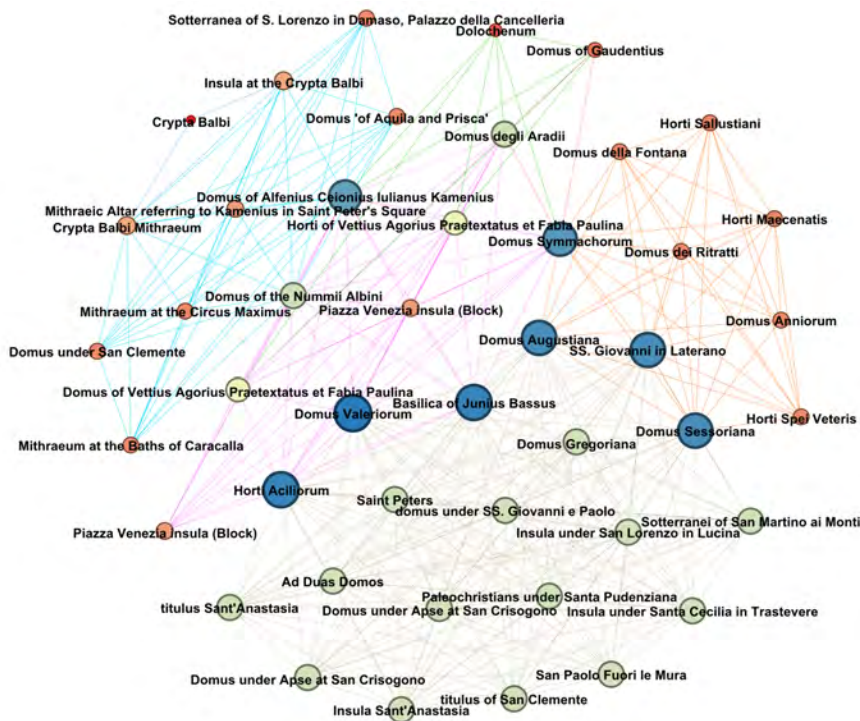 Sotterranea of S. Lorenzo in Damaso, Palazzo della Cancelleria
Dolochenum
Domus of Gaudentius
Insula at the Crypta Balbi
Crypta Balbi
Domus 'of Aquila and Prisca'
Domus degli Aradii
Horti Sallustiani
Domus della Fontana
Domus of Alfenius Ceionius Iulianus Kamenius
Mithraeic Altar referring to Kamenius in Saint Peter's Square
Crypta Balbi Mithraeum
Horti of Vettius Agorius Praetextatus et Fabia Paulina
Domus Symmachorum
Horti Maecenatis
Domus dei Ritratti
Domus of the Nummii Albini
Mithraeum at the Circus Maximus
Piazza Venezia Insula (Block)
Domus Anniorum
Domus under San Clemente
Domus Augustiana
SS. Giovanni in Laterano
Domus of Vettius Agorius Praetextatus et Fabia Paulina
Domus Valeriorum
Basilica of Junius Bassus
Horti Spei Veteris
Domus Sessoriana
Mithraeum at the Baths of Caracalla
Domus Gregoriana
Horti Aciliorum
Saint Peters
domus under SS. Giovanni e Paolo
Sotterranei of San Martino ai Monti
Piazza Venezia Insula (Block)
Insula under San Lorenzo in Lucina
Ad Duas Domos
Paleochristians under Santa Pudenziana
titulus Sant'Anastasia
Domus under Apse at San Crisogono
Insula under Santa Cecilia in Trastevere
Domus under Apse at San Crisogono
San Paolo Fuori le Mura
Insula Sant'Anastasia
titulus of San Clemente